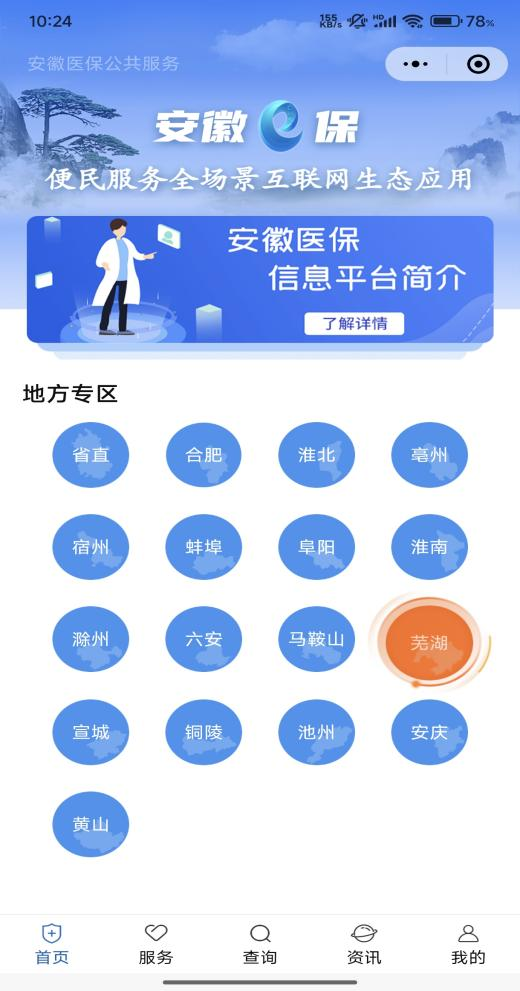 10:24
155 KB/s HD 78%
安徽医保公共服务
安徽e保
便民服务全场景互联网生态应用
安徽医保
信息平台简介
了解详情
地方专区
省直 合肥 淮北 亳州
宿州 蚌埠 阜阳 淮南
滁州 六安 马鞍山 芜湖
宣城 铜陵 池州 安庆
黄山
首页 服务 查询 资讯 我的